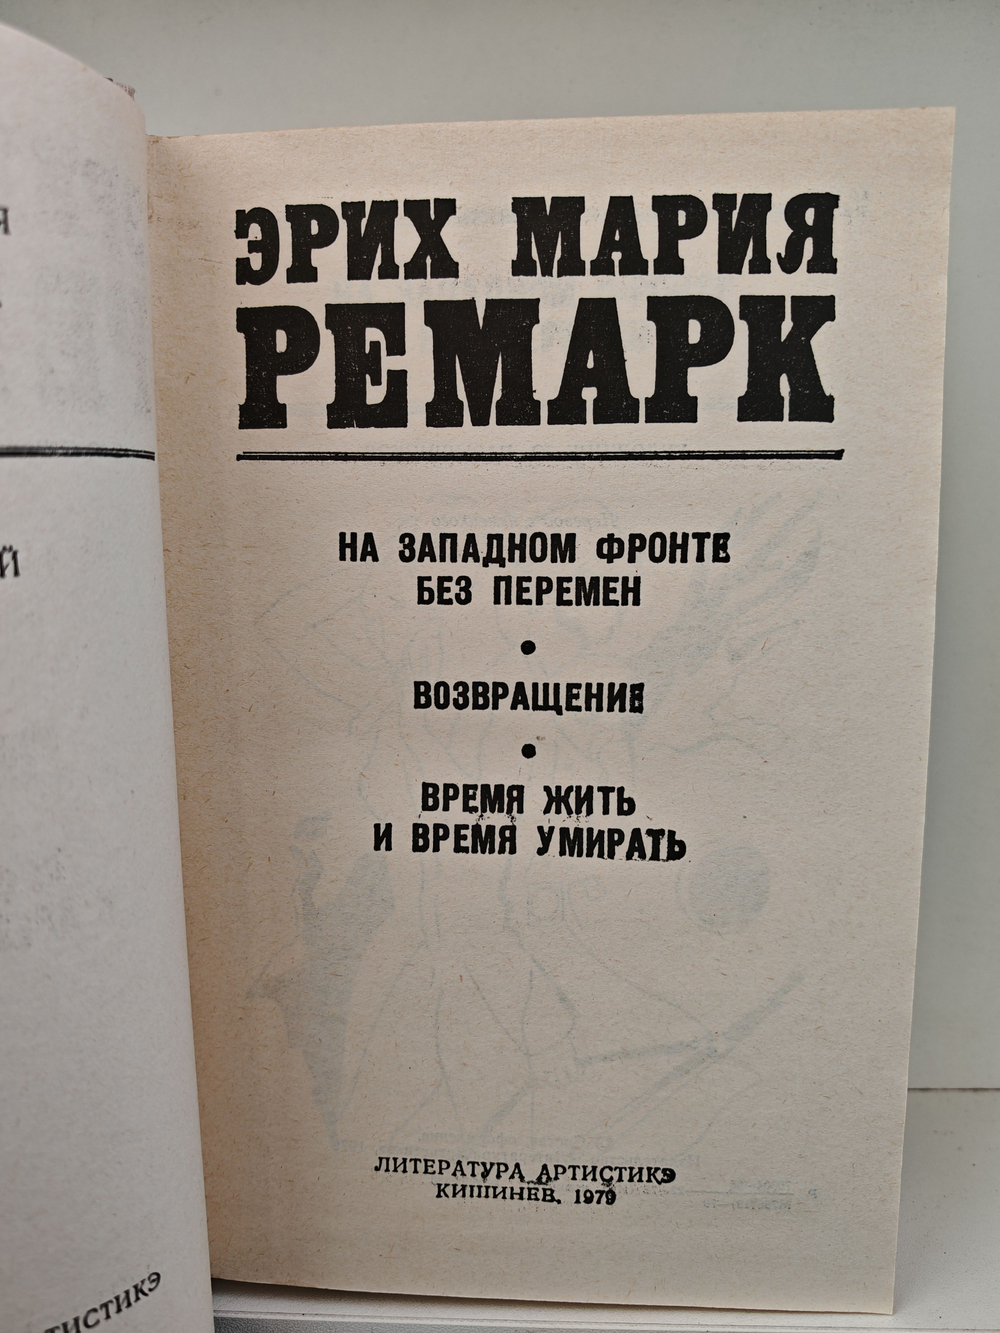 ЭРИХ МАРИЯ
РЕМАРК
НА ЗАПАДНОМ ФРОНТЕ
БЕЗ ПЕРЕМЕН
•
ВОЗВРАЩЕНИЕ
•
ВРЕМЯ ЖИТЬ
И ВРЕМЯ УМИРАТЬ
ЛИТЕРАТУРА АРТИСТИКЭ
КИШИНЕВ, 1979